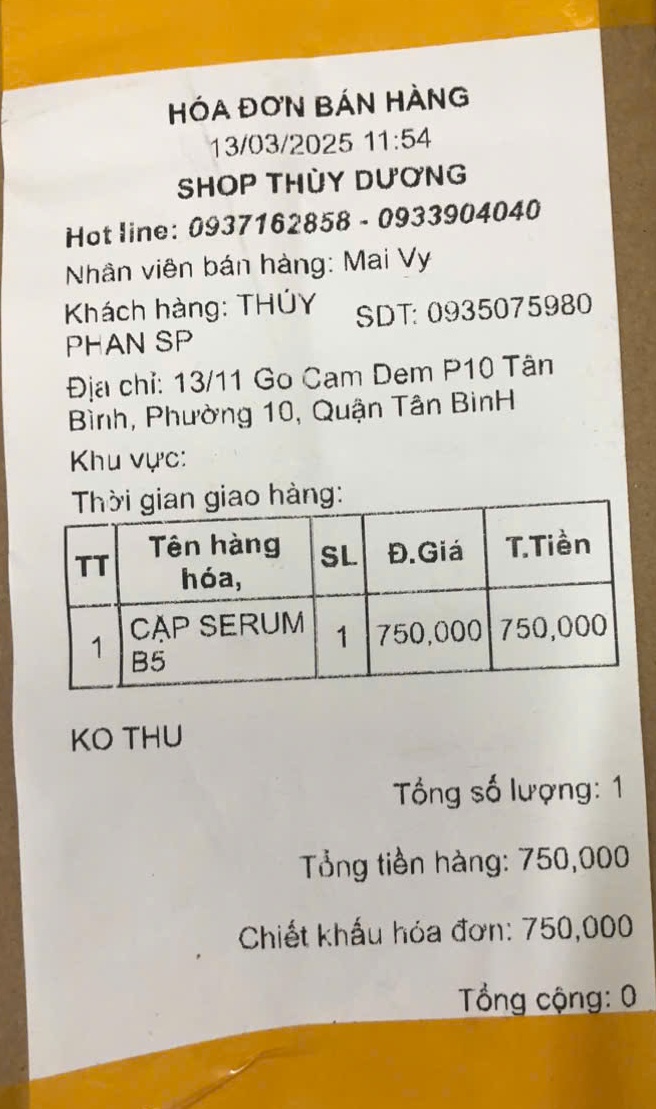 HÓA ĐƠN BÁN HÀNG
13/03/2025 11:54
SHOP THÙY DƯƠNG
Hot line: 0937162858 - 0933904040
Nhân viên bán hàng: Mai Vy
Khách hàng: THÚY PHAN SP SDT: 0935075980
Địa chỉ: 13/11 Go Cam Dem P10 Tân
Bình, Phường 10, Quận Tân BinH
Khu vực:
Thời gian giao hàng:
TT Tên hàng hóa, SL Đ.Giá T.Tiền
1 CẶP SERUM B5 1 750,000 750,000
KO THU
Tổng số lượng: 1
Tổng tiền hàng: 750,000
Chiết khấu hóa đơn: 750,000
Tổng cộng: 0